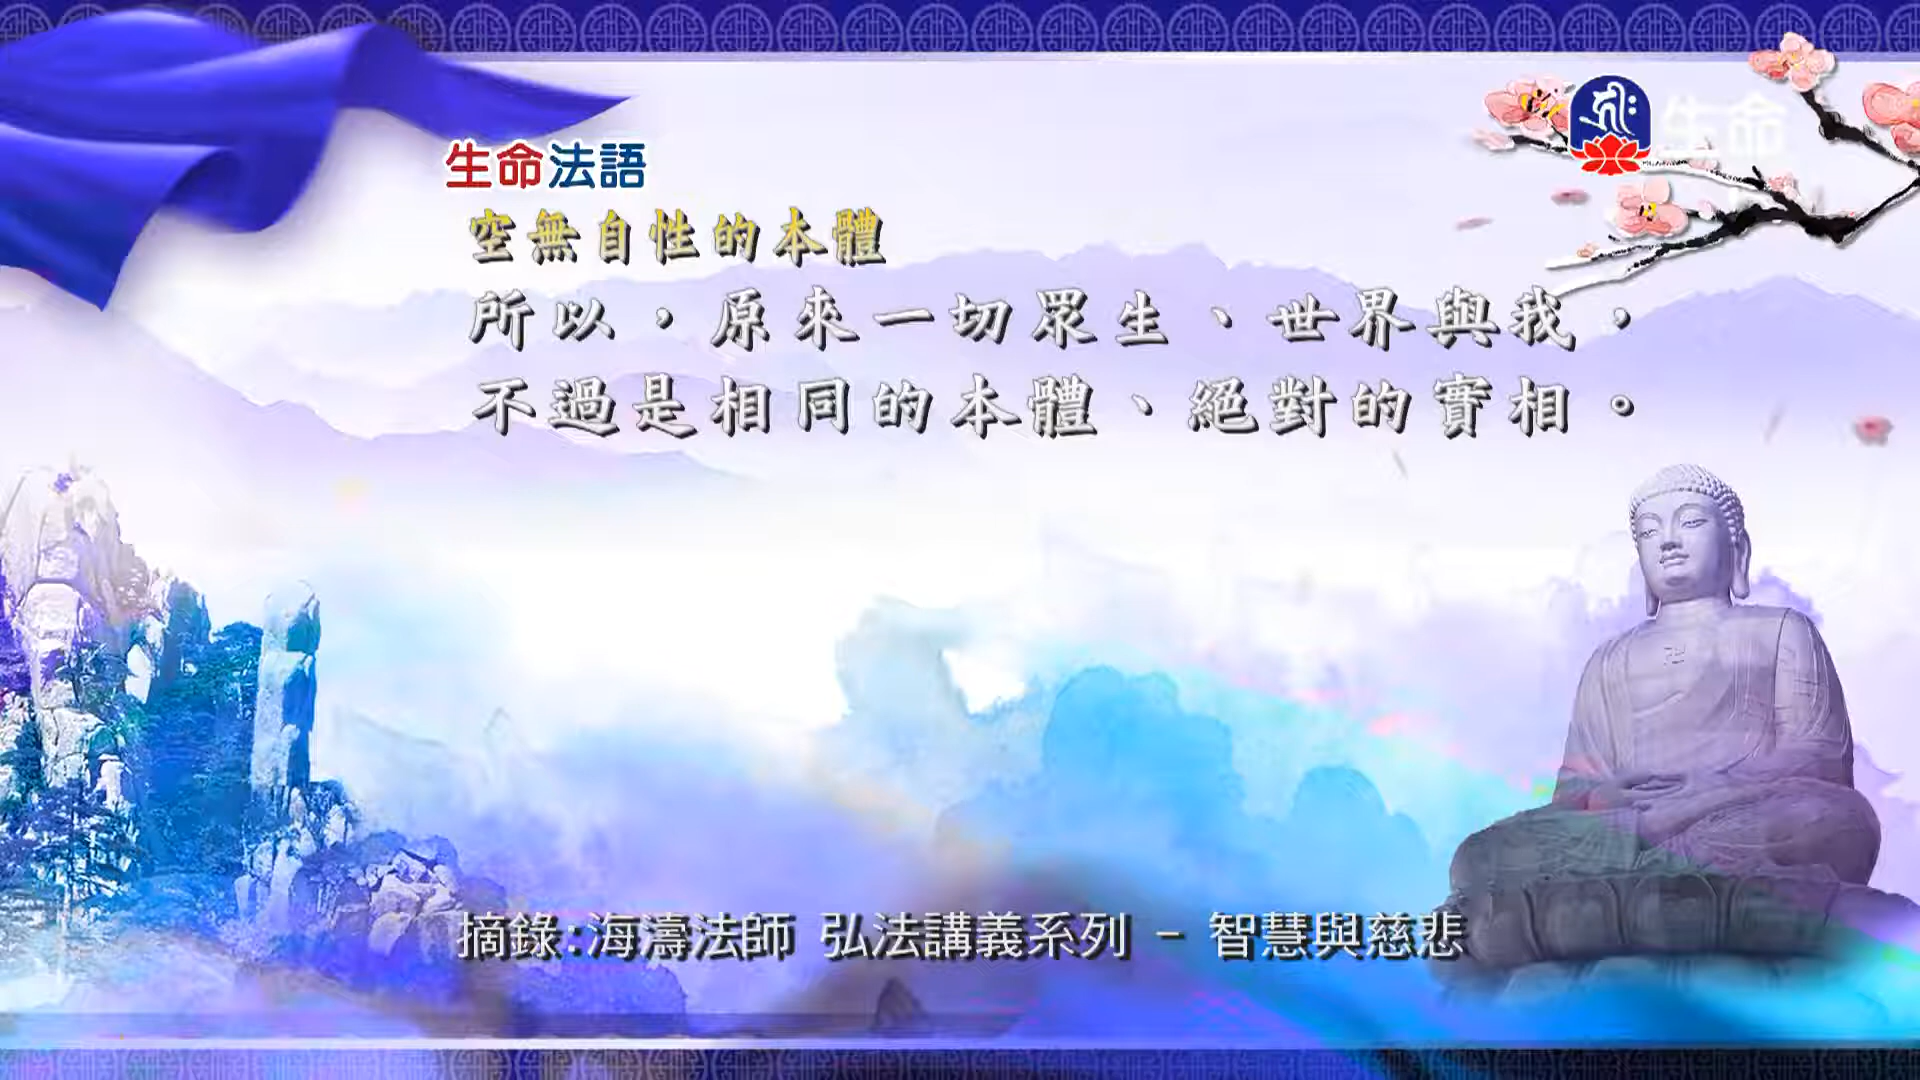 生命
生命法語
空無自性的本體
所以，原來一切眾生、世界與我，
不過是相同的本體、絕對的實相。
摘錄:海濤法師 弘法講義系列 - 智慧與慈悲